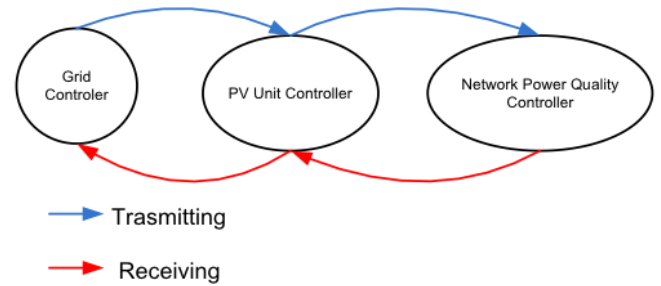 Grid
Controler
PV Unit Controller
Network Power Quality
Controller
Trasmitting
Receiving